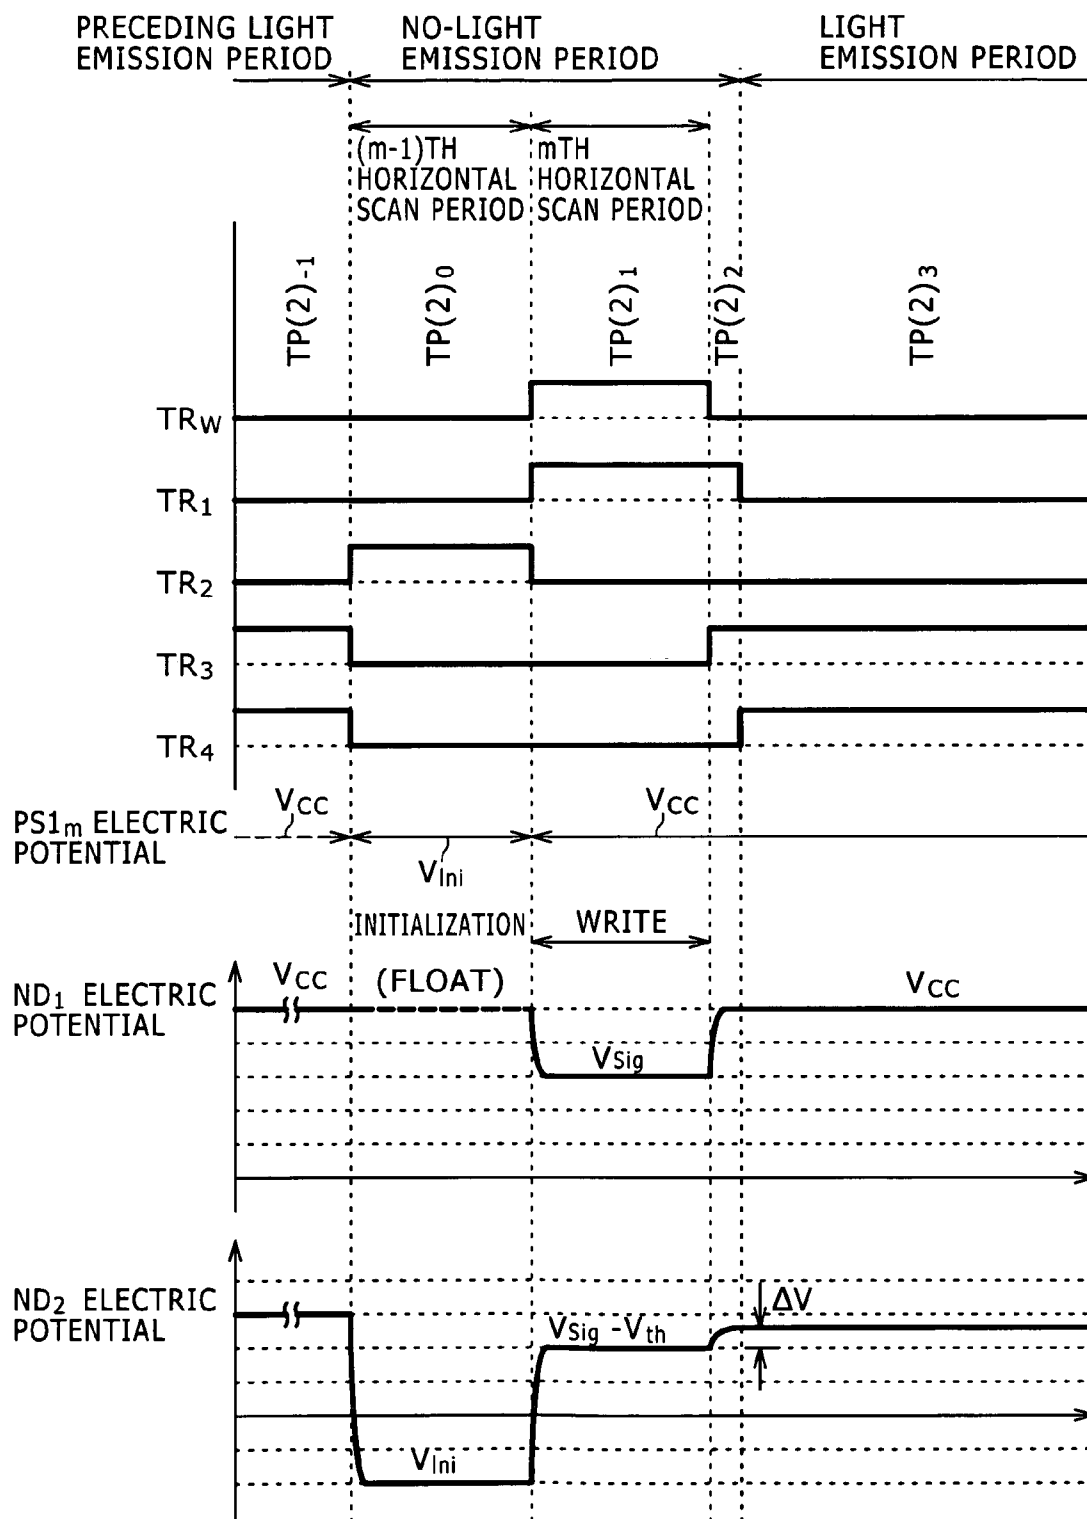 PRECEDING LIGHT
EMISSION PERIOD
NO-LIGHT
EMISSION PERIOD
LIGHT
EMISSION PERIOD
(m-1)TH
HORIZONTAL
SCAN PERIOD
mTH
HORIZONTAL
SCAN PERIOD
TP(2)-1
TP(2)0
TP(2)1
TP(2)2
TP(2)3
TRW
TR1
TR2
TR3
TR4
PS1m ELECTRIC
POTENTIAL
VCC
VIni
VCC
INITIALIZATION
WRITE
ND1 ELECTRIC
POTENTIAL
VCC
(FLOAT)
VSig
VCC
ND2 ELECTRIC
POTENTIAL
VIni
VSig -Vth
ΔV